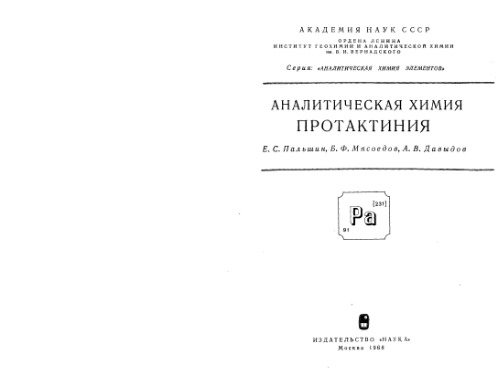 АКАДЕМИЯ НАУК СССР
ОРДЕНА ЛЕНИНА
ИНСТИТУТ ГЕОХИМИИ И АНАЛИТИЧЕСКОЙ ХИМИИ
им. В. И. ВЕРНАДСКОГО
Серия: «АНАЛИТИЧЕСКАЯ ХИМИЯ ЭЛЕМЕНТОВ»
АНАЛИТИЧЕСКАЯ ХИМИЯ
ПРОТАКТИНИЯ
Е. С. Пальшин, Б. Ф. Мясоедов, А. В. Давыдов
[231]
Pa
91
ИЗДАТЕЛЬСТВО «НАУКА»
Москва 1968